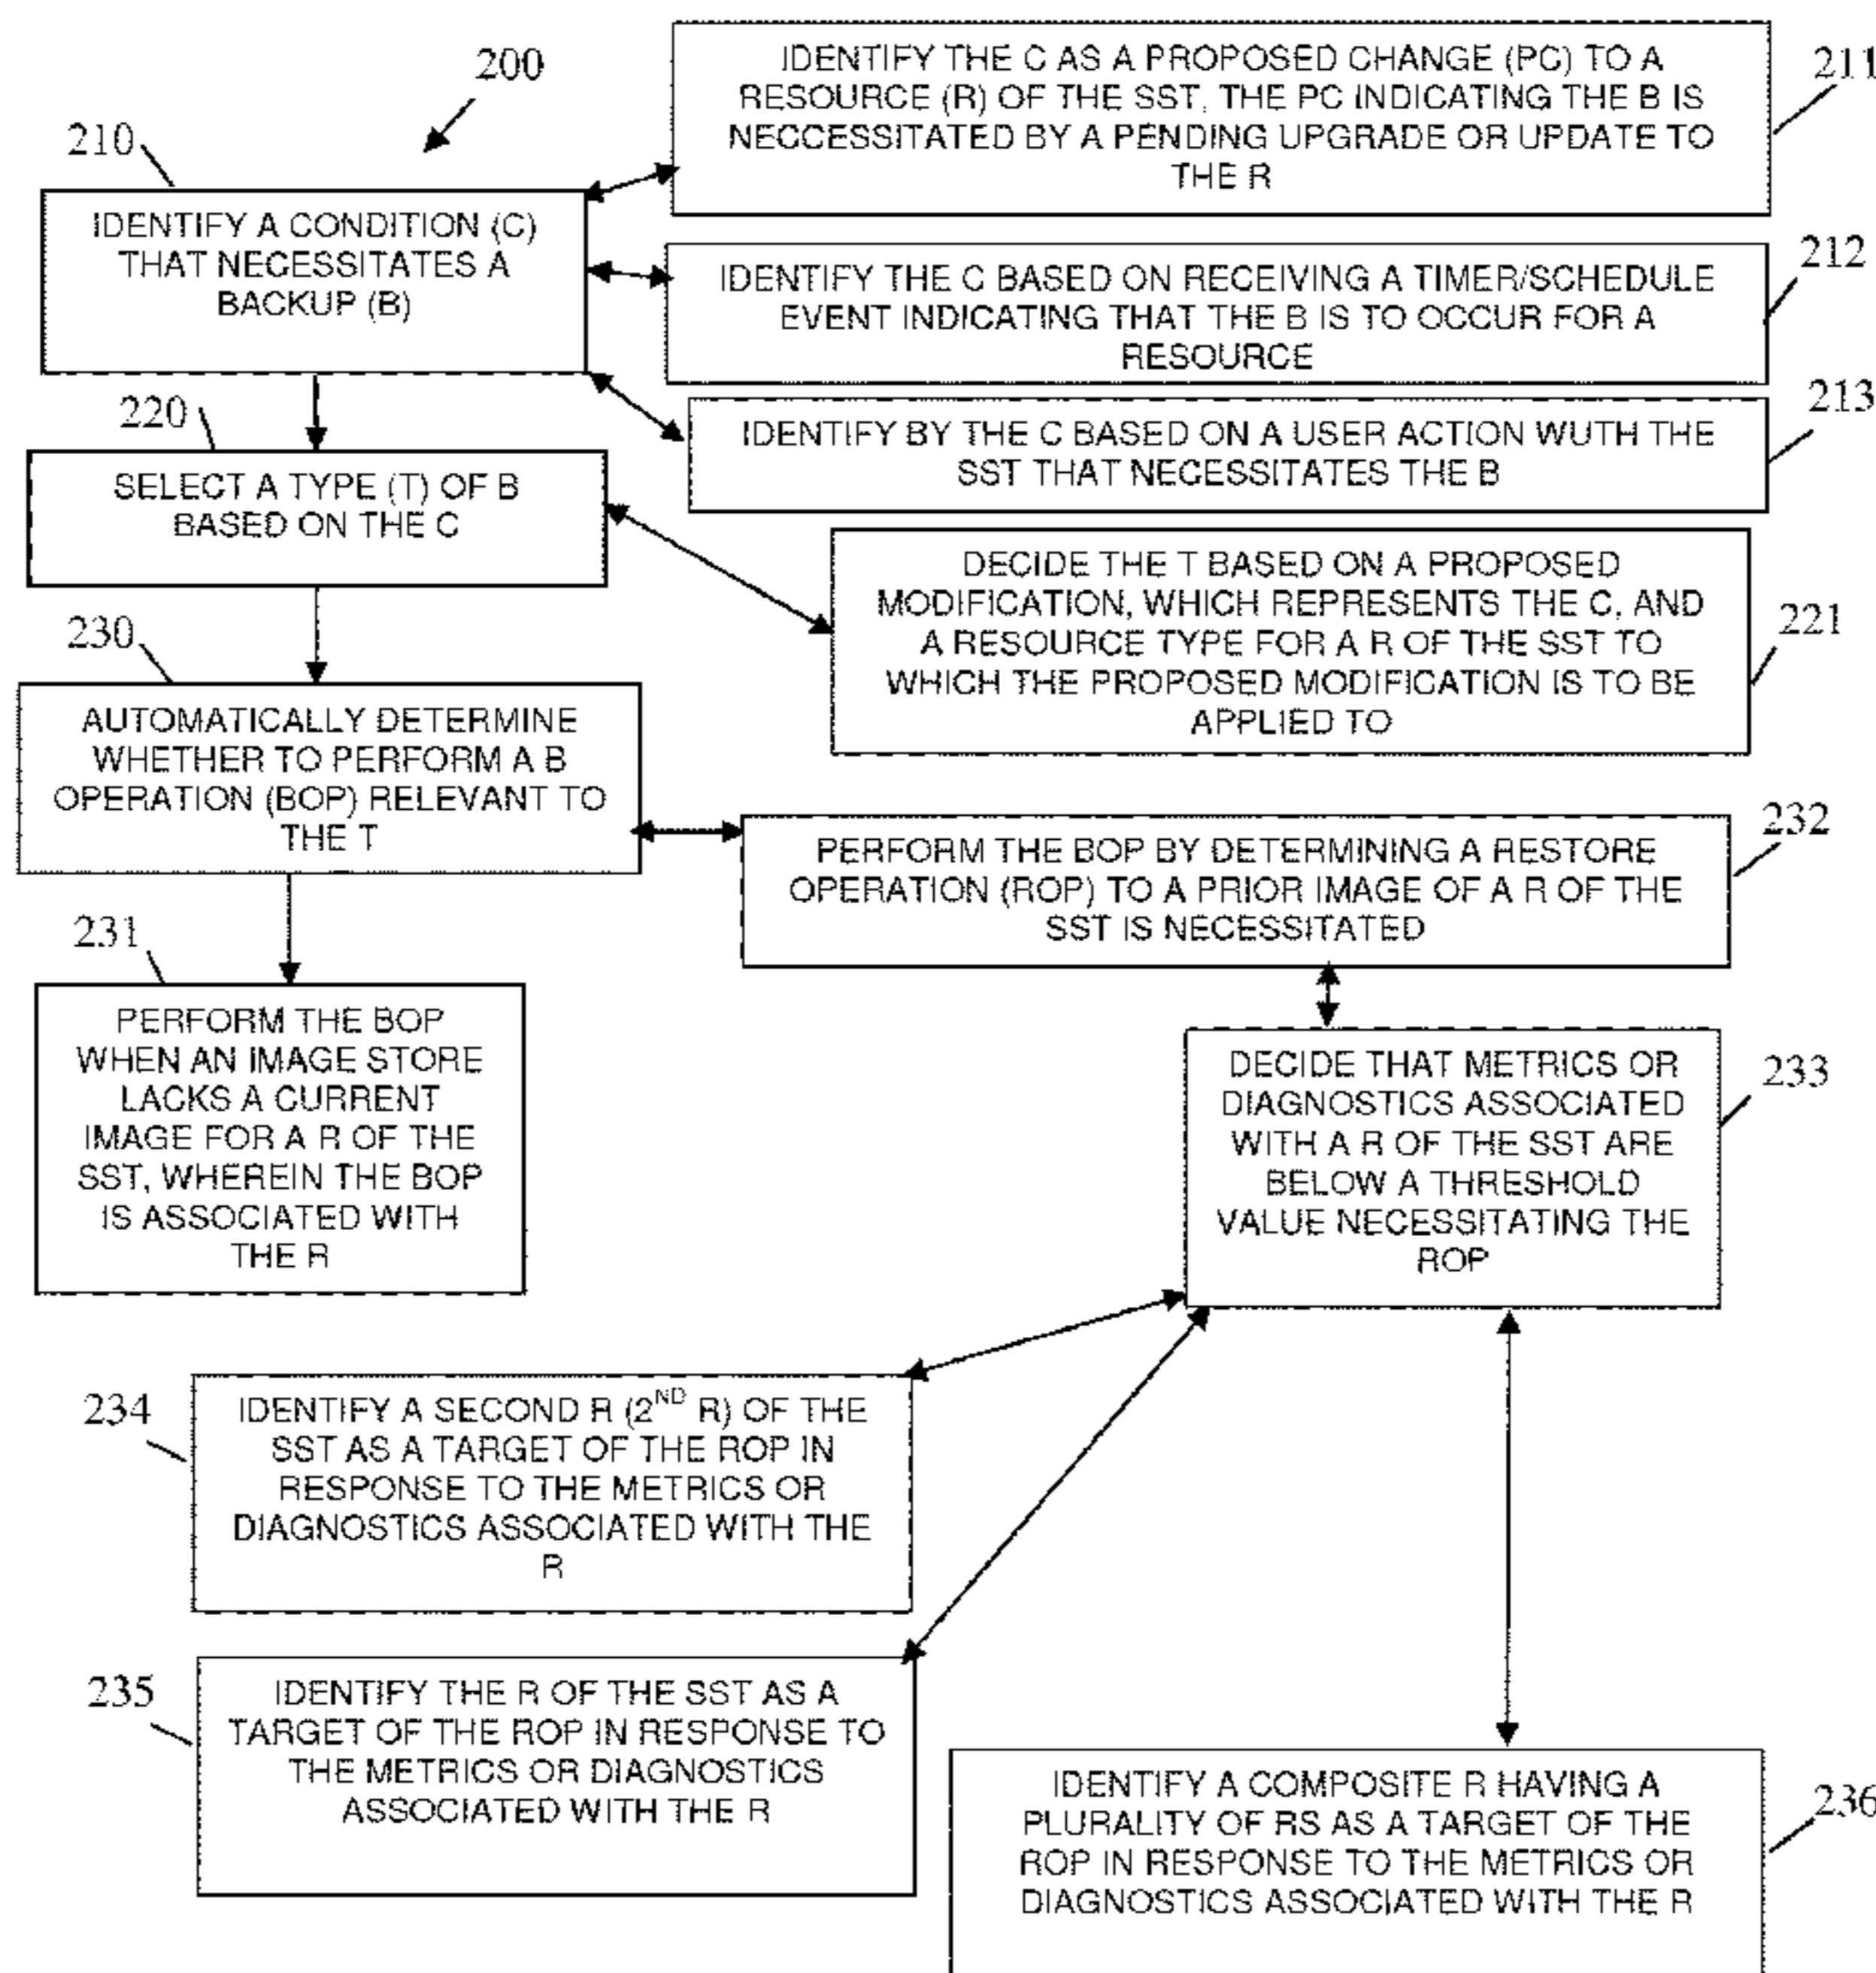 200
210
IDENTIFY A CONDITION (C)
THAT NECESSITATES A
BACKUP (B)
211
IDENTIFY THE C AS A PROPOSED CHANGE (PC) TO A
RESOURCE (R) OF THE SST, THE PC INDICATING THE B IS
NECCESSITATED BY A PENDING UPGRADE OR UPDATE TO
THE R
212
IDENTIFY THE C BASED ON RECEIVING A TIMER/SCHEDULE
EVENT INDICATING THAT THE B IS TO OCCUR FOR A
RESOURCE
213
IDENTIFY BY THE C BASED ON A USER ACTION WUTH THE
SST THAT NECESSITATES THE B
220
SELECT A TYPE (T) OF B
BASED ON THE C
221
DECIDE THE T BASED ON A PROPOSED
MODIFICATION, WHICH REPRESENTS THE C, AND
A RESOURCE TYPE FOR A R OF THE SST TO
WHICH THE PROPOSED MODIFICATION IS TO BE
APPLIED TO
230
AUTOMATICALLY DETERMINE
WHETHER TO PERFORM A B
OPERATION (BOP) RELEVANT TO
THE T
231
PERFORM THE BOP
WHEN AN IMAGE STORE
LACKS A CURRENT
IMAGE FOR A R OF THE
SST, WHEREIN THE BOP
IS ASSOCIATED WITH
THE R
232
PERFORM THE BOP BY DETERMINING A RESTORE
OPERATION (ROP) TO A PRIOR IMAGE OF A R OF THE
SST IS NECESSITATED
233
DECIDE THAT METRICS OR
DIAGNOSTICS ASSOCIATED
WITH A R OF THE SST ARE
BELOW A THRESHOLD
VALUE NECESSITATING THE
ROP
234
IDENTIFY A SECOND R (2ND R) OF THE
SST AS A TARGET OF THE ROP IN
RESPONSE TO THE METRICS OR
DIAGNOSTICS ASSOCIATED WITH THE
R
235
IDENTIFY THE R OF THE SST AS A
TARGET OF THE ROP IN RESPONSE TO
THE METRICS OR DIAGNOSTICS
ASSOCIATED WITH THE R
236
IDENTIFY A COMPOSITE R HAVING A
PLURALITY OF RS AS A TARGET OF THE
ROP IN RESPONSE TO THE METRICS OR
DIAGNOSTICS ASSOCIATED WITH THE R